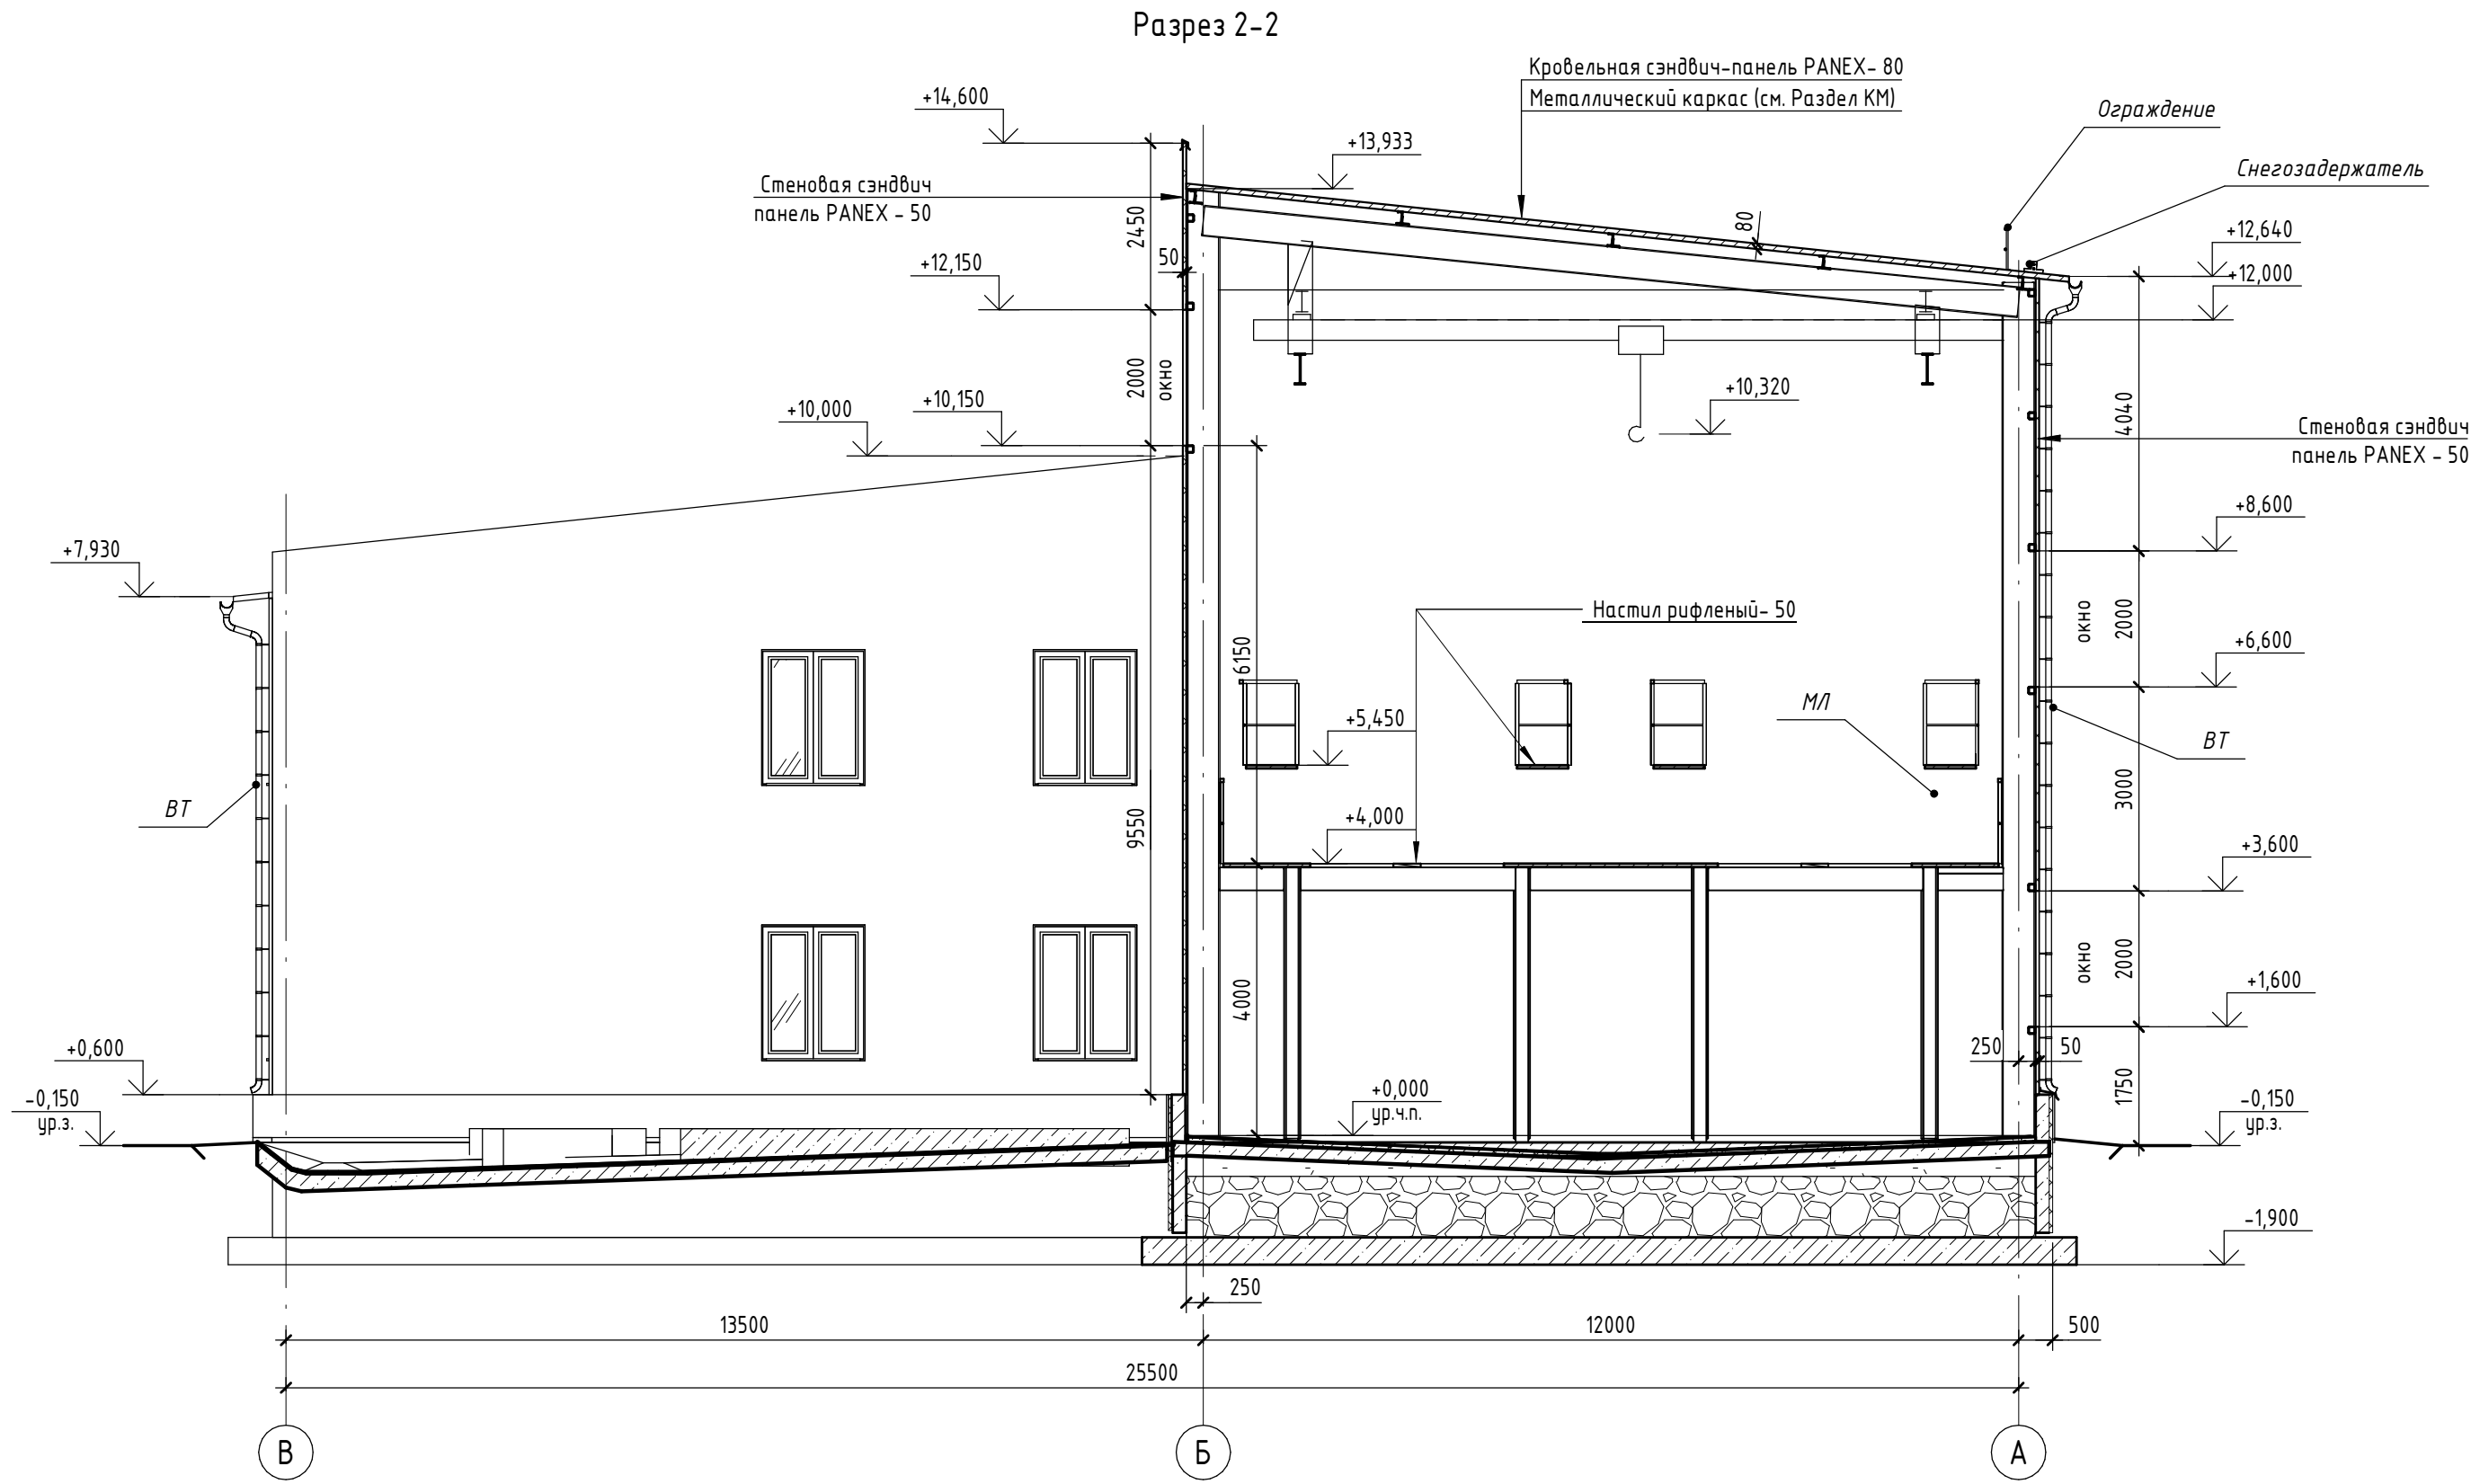 Разрез 2-2
Кровельная сэндвич-панель PANEX- 80
Металлический каркас (см. Раздел КМ)
+14,600
Ограждение
+13,933
Снегозадержатель
Стеновая сэндвич
панель PANEX - 50
2450
80
+12,640
+12,150
50
+12,000
2000
окно
+10,320
+10,000
+10,150
4040
Стеновая сэндвич
панель PANEX - 50
+8,600
+7,930
Настил рифленый- 50
окно
2000
6150
+6,600
МЛ
+5,450
ВТ
ВТ
9550
3000
+4,000
+3,600
4000
окно
2000
+1,600
+0,600
250
50
-0,150
ур.з.
+0,000
ур.ч.п.
1750
-0,150
ур.з.
-1,900
250
13500
12000
500
25500
В
Б
А